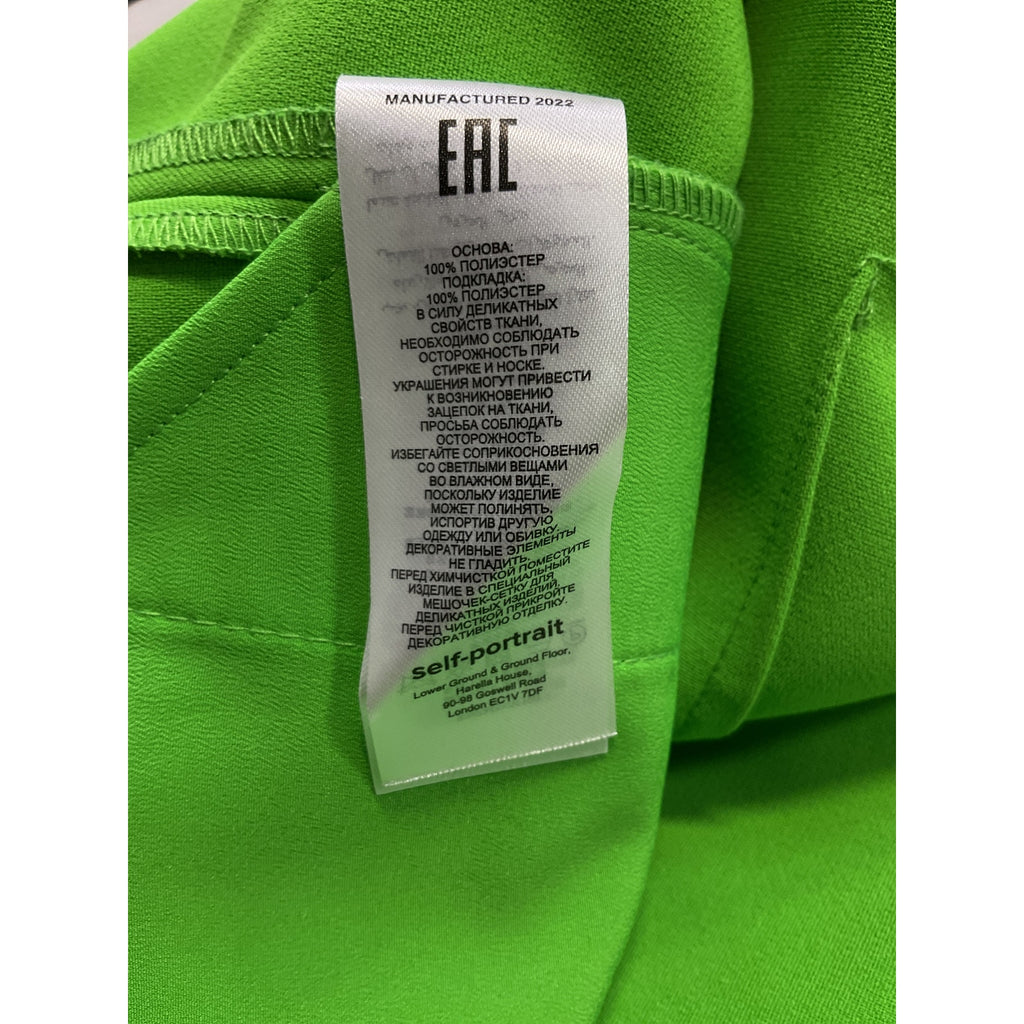 MANUFACTURED 2022
EAC
ОСНОВА:
100% ПОЛИЭСТЕР
ПОДКЛАДКА:
100% ПОЛИЭСТЕР
В СИЛУ ДЕЛИКАТНЫХ
СВОЙСТВ ТКАНИ,
НЕОБХОДИМО СОБЛЮДАТЬ
ОСТОРОЖНОСТЬ ПРИ
СТИРКЕ И НОСКЕ.
УКРАШЕНИЯ МОГУТ ПРИВЕСТИ
К ВОЗНИКНОВЕНИЮ
ЗАЦЕПОК НА ТКАНИ,
ПРОСЬБА СОБЛЮДАТЬ
ОСТОРОЖНОСТЬ.
ИЗБЕГАЙТЕ СОПРИКОСНОВЕНИЯ
СО СВЕТЛЫМИ ВЕЩАМИ
ВО ВЛАЖНОМ ВИДЕ,
ПОСКОЛЬКУ ИЗДЕЛИЕ
МОЖЕТ ПОЛИНЯТЬ,
ИСПОРТИВ ДРУГУЮ
ОДЕЖДУ ИЛИ ОБИВКУ.
ДЕКОРАТИВНЫЕ ЭЛЕМЕНТЫ
НЕ ГЛАДИТЬ.
ПЕРЕД ХИМЧИСТКОЙ ПОМЕСТИТЕ
ИЗДЕЛИЕ В СПЕЦИАЛЬНЫЙ
МЕШОЧЕК-СЕТКУ ДЛЯ
ДЕЛИКАТНЫХ ИЗДЕЛИЙ,
ПЕРЕД ЧИСТКОЙ ПРИКРОЙТЕ
ДЕКОРАТИВНУЮ ОТДЕЛКУ.
self-portrait
Lower Ground & Ground Floor,
Harella House,
90-98 Goswell Road
London EC1V 7DF